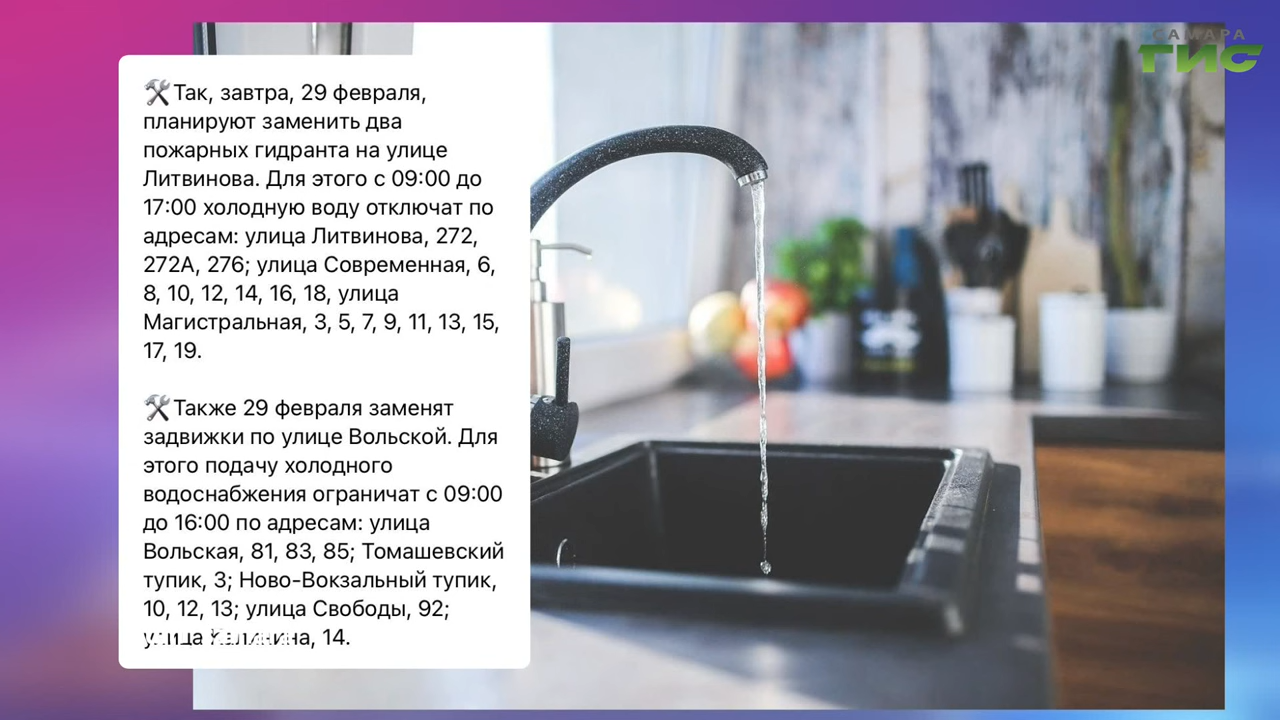 САМАРА
ГИС
🛠Так, завтра, 29 февраля,
планируют заменить два
пожарных гидранта на улице
Литвинова. Для этого с 09:00 до
17:00 холодную воду отключат по
адресам: улица Литвинова, 272,
272А, 276; улица Современная, 6,
8, 10, 12, 14, 16, 18, улица
Магистральная, 3, 5, 7, 9, 11, 13, 15,
17, 19.
🛠Также 29 февраля заменят
задвижки по улице Вольской. Для
этого подачу холодного
водоснабжения ограничат с 09:00
до 16:00 по адресам: улица
Вольская, 81, 83, 85; Томашевский
тупик, 3; Ново-Вокзальный тупик,
10, 12, 13; улица Свободы, 92;
улица 14.